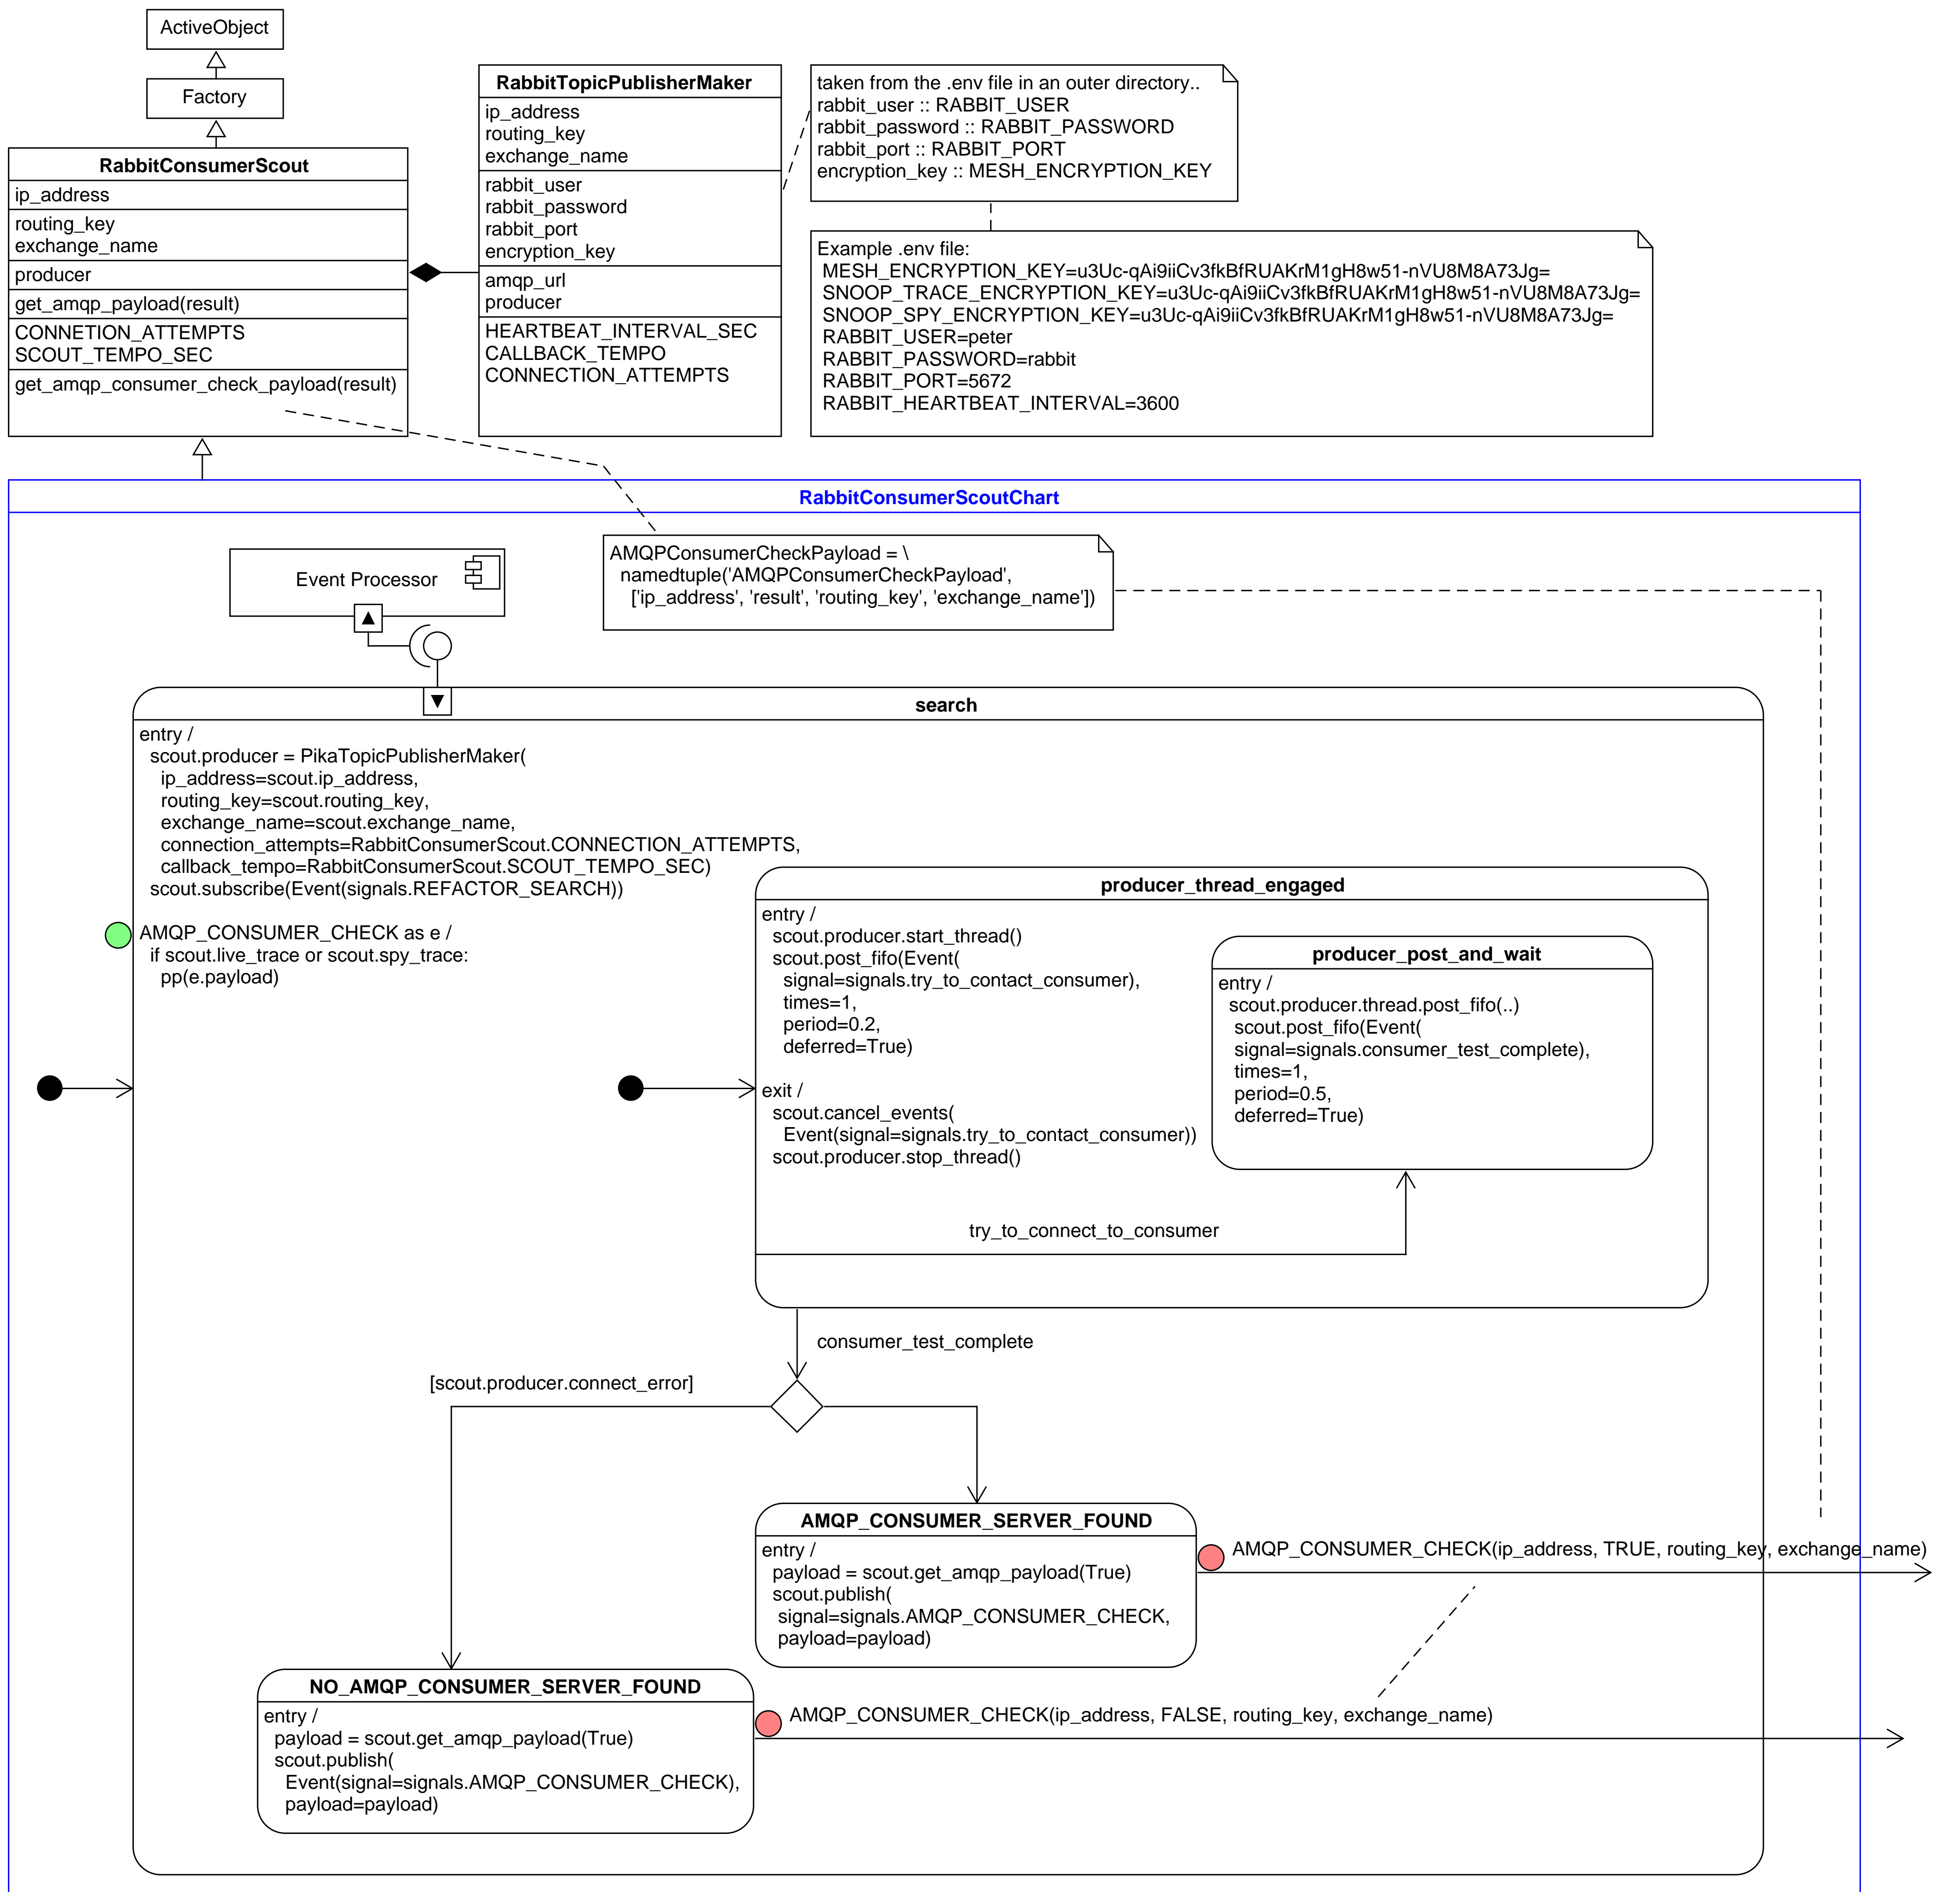 ActiveObject
Factory
RabbitConsumerScout
ip_address
routing_key
exchange_name
producer
get_amqp_payload(result)
CONNETION_ATTEMPTS
SCOUT_TEMPO_SEC
get_amqp_consumer_check_payload(result)
RabbitTopicPublisherMaker
ip_address
routing_key
exchange_name
rabbit_user
rabbit_password
rabbit_port
encryption_key
amqp_url
producer
HEARTBEAT_INTERVAL_SEC
CALLBACK_TEMPO
CONNECTION_ATTEMPTS
taken from the .env file in an outer directory..
rabbit_user :: RABBIT_USER
rabbit_password :: RABBIT_PASSWORD
rabbit_port :: RABBIT_PORT
encryption_key :: MESH_ENCRYPTION_KEY
Example .env file:
MESH_ENCRYPTION_KEY=u3Uc-qAi9iiCv3fkBfRUAKrM1gH8w51-nVU8M8A73Jg=
SNOOP_TRACE_ENCRYPTION_KEY=u3Uc-qAi9iiCv3fkBfRUAKrM1gH8w51-nVU8M8A73Jg=
SNOOP_SPY_ENCRYPTION_KEY=u3Uc-qAi9iiCv3fkBfRUAKrM1gH8w51-nVU8M8A73Jg=
RABBIT_USER=peter
RABBIT_PASSWORD=rabbit
RABBIT_PORT=5672
RABBIT_HEARTBEAT_INTERVAL=3600
RabbitConsumerScoutChart
Event Processor
AMQPConsumerCheckPayload = \
namedtuple('AMQPConsumerCheckPayload',
['ip_address', 'result', 'routing_key', 'exchange_name'])
search
entry /
scout.producer = PikaTopicPublisherMaker(
ip_address=scout.ip_address,
routing_key=scout.routing_key,
exchange_name=scout.exchange_name,
connection_attempts=RabbitConsumerScout.CONNECTION_ATTEMPTS,
callback_tempo=RabbitConsumerScout.SCOUT_TEMPO_SEC)
scout.subscribe(Event(signals.REFACTOR_SEARCH))
AMQP_CONSUMER_CHECK as e /
if scout.live_trace or scout.spy_trace:
pp(e.payload)
producer_thread_engaged
entry /
scout.producer.start_thread()
scout.post_fifo(Event(
signal=signals.try_to_contact_consumer),
times=1,
period=0.2,
deferred=True)
exit /
scout.cancel_events(
Event(signal=signals.try_to_contact_consumer))
scout.producer.stop_thread()
producer_post_and_wait
entry /
scout.producer.thread.post_fifo(..)
scout.post_fifo(Event(
signal=signals.consumer_test_complete),
times=1,
period=0.5,
deferred=True)
try_to_connect_to_consumer
consumer_test_complete
[scout.producer.connect_error]
AMQP_CONSUMER_SERVER_FOUND
entry /
payload = scout.get_amqp_payload(True)
scout.publish(
signal=signals.AMQP_CONSUMER_CHECK,
payload=payload)
AMQP_CONSUMER_CHECK(ip_address, TRUE, routing_key, exchange_name)
NO_AMQP_CONSUMER_SERVER_FOUND
entry /
payload = scout.get_amqp_payload(True)
scout.publish(
Event(signal=signals.AMQP_CONSUMER_CHECK),
payload=payload)
AMQP_CONSUMER_CHECK(ip_address, FALSE, routing_key, exchange_name)